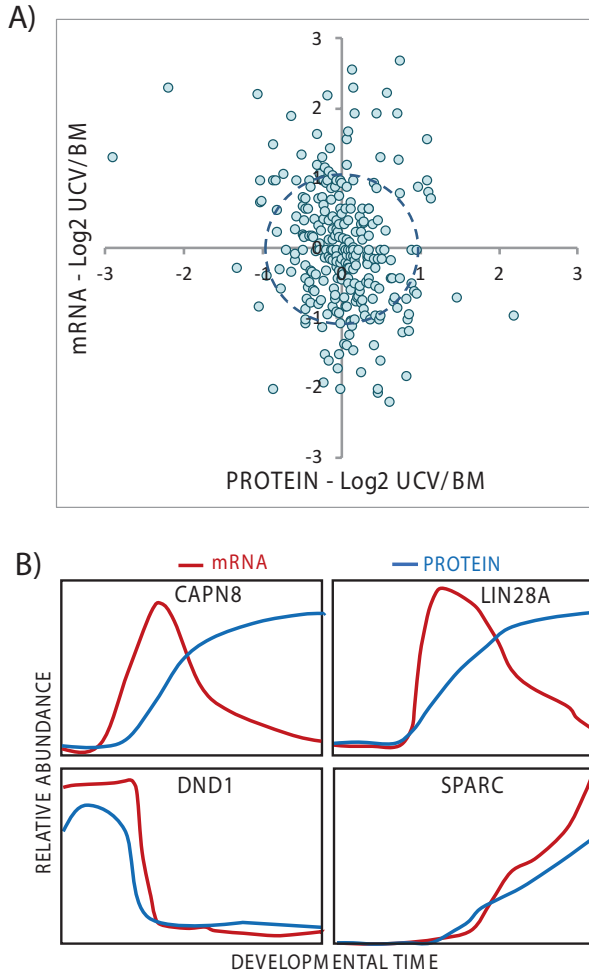 A)
3
2
1
0
-1
-2
-3
-3 -2 -1 0 1 2 3
mRNA - Log2 UCV/BM
PROTEIN - Log2 UCV/BM
B)
mRNA PROTEIN
CAPN8 LIN28A
DND1 SPARC
RELATIVE ABUNDANCE
DEVELOPMENTAL TIME